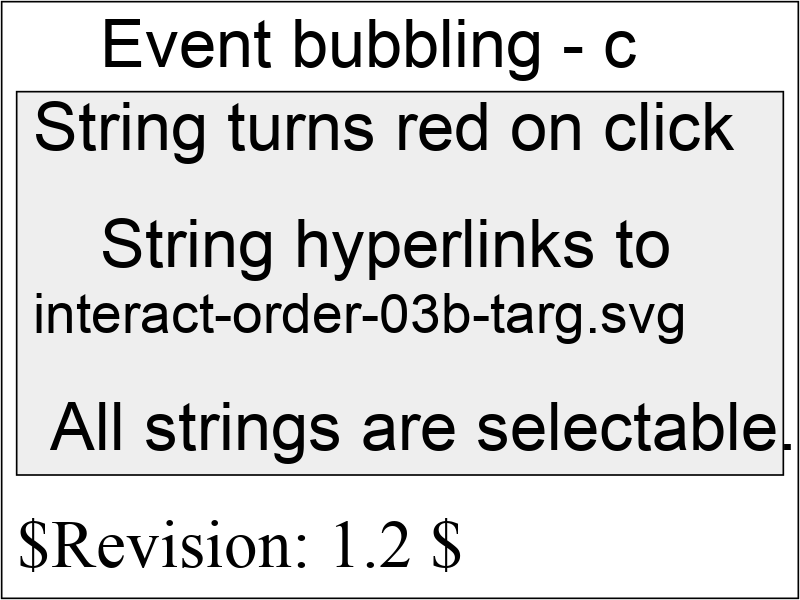 Event bubbling - c
String turns red on click
String hyperlinks to
interact-order-03b-targ.svg
All strings are selectable.
$Revision: 1.2 $